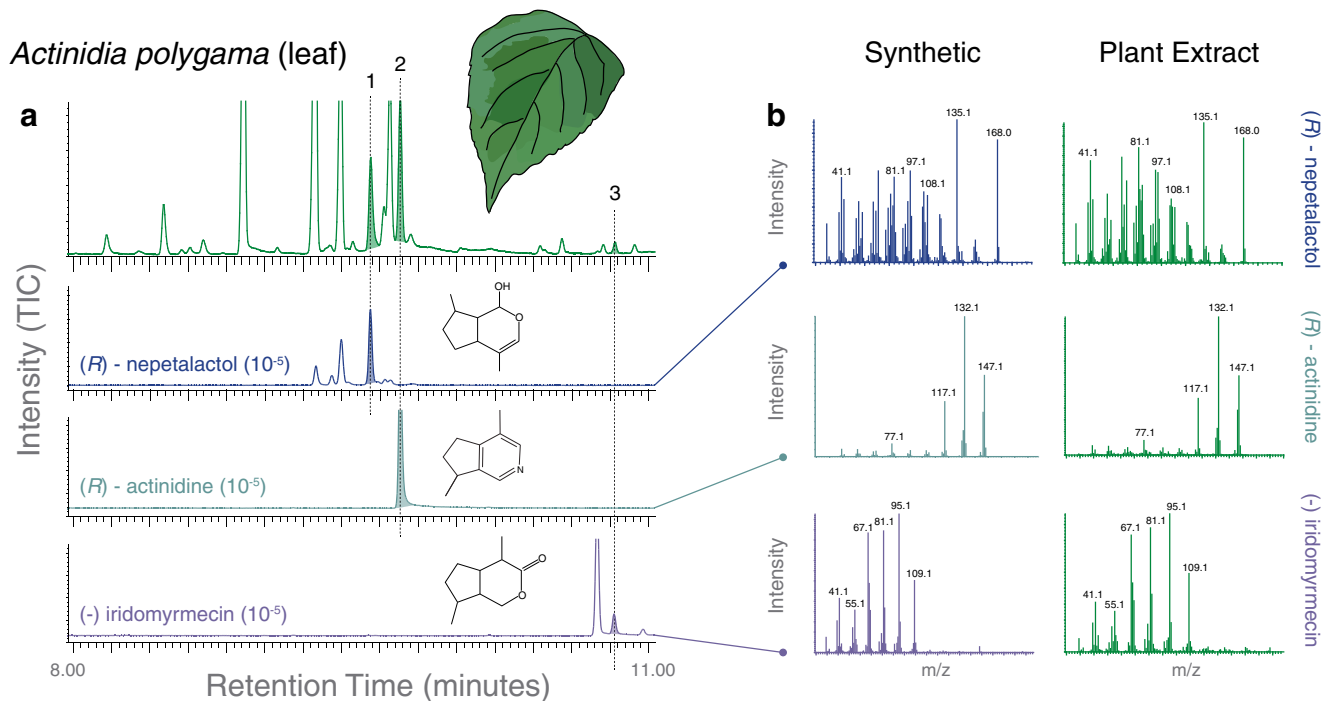 Actinidia polygama (leaf)
a
1
2
3
Intensity (TIC)
(R) - nepetalactol (10-5)
OH
O
(R) - actinidine (10-5)
N
(-) iridomyrmecin (10-5)
O
O
8.00
11.00
Retention Time (minutes)
b
Synthetic
Plant Extract
Intensity
41.1
81.1
97.1
108.1
135.1
168.0
41.1
81.1
97.1
108.1
135.1
168.0
(R) - nepetalactol
Intensity
77.1
117.1
132.1
147.1
77.1
117.1
132.1
147.1
(R) - actinidine
Intensity
41.1
55.1
67.1
81.1
95.1
109.1
41.1
55.1
67.1
81.1
95.1
109.1
(-) iridomyrmecin
m/z
m/z